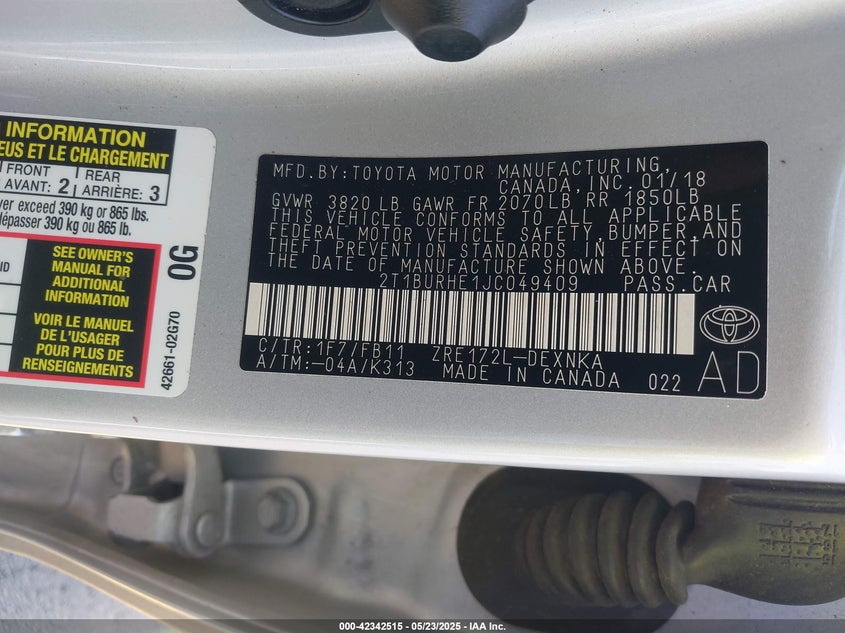 INFORMATION
EUS ET LE CHARGEMENT
FRONT
AVANT: 2
REAR
ARRIÈRE: 3
ver exceed 390 kg or 865 lbs.
dépasser 390 kg ou 865 lb.
SEE OWNER'S
MANUAL FOR
ADDITIONAL
INFORMATION
VOIR LE MANUEL
DE L'USAGER
POUR PLUS DE
RENSEIGNEMENTS
0G
42661-02G70
MFD. BY: TOYOTA MOTOR MANUFACTURING,
CANADA, INC. 01/18
GVWR 3820 LB GAWR FR 2070LB, RR 1850LB
THIS VEHICLE CONFORMS TO ALL APPLICABLE
FEDERAL MOTOR VEHICLE SAFETY, BUMPER, AND
THEFT PREVENTION STANDARDS IN EFFECT ON
THE DATE OF MANUFACTURE SHOWN ABOVE.
2T1BURHE1JC049409 PASS. CAR
C/TR: 1F7/FB11 ZRE172L-DEXNKA
A/TM: -04A/K313 MADE IN CANADA 022
AD
000-42342515 - 05/23/2025 - IAA Inc.